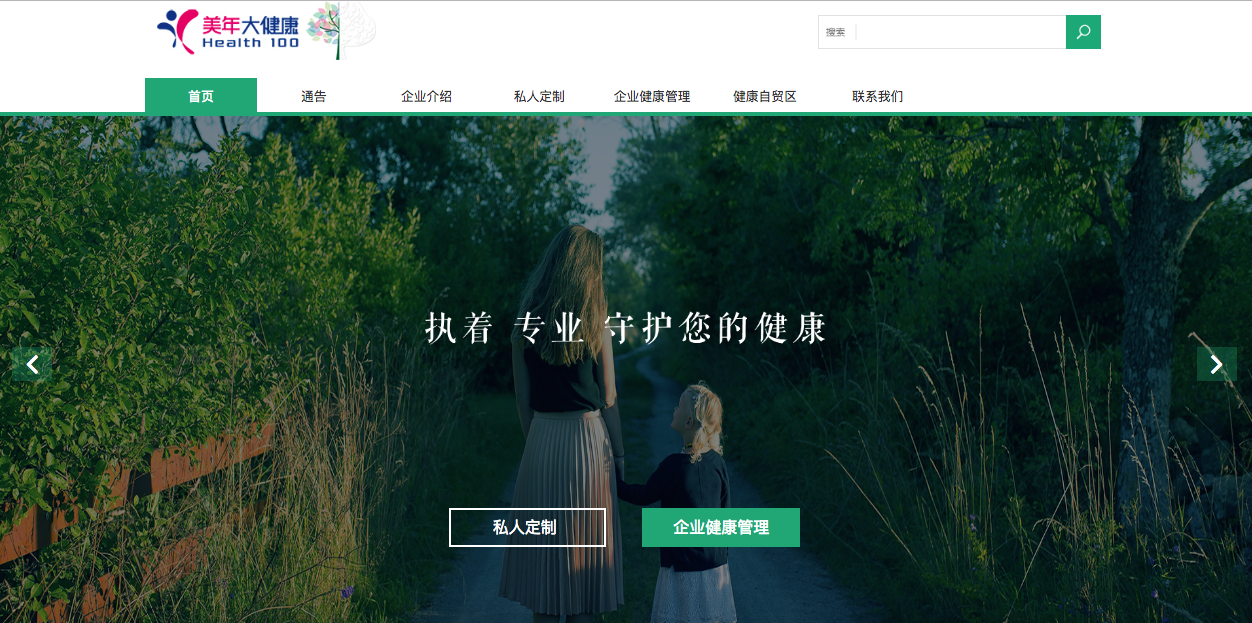 美年大健康
Health 100
搜索
首页 通告 企业介绍 私人定制 企业健康管理 健康自贸区 联系我们
执着 专业 守护您的健康
私人定制 企业健康管理